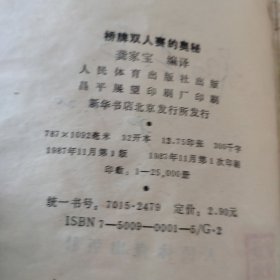 桥牌双人赛的奥秘
龚家宝 编译
人民体育出版社出版
昌平展望印刷厂印刷
新华书店北京发行所发行
787×1092毫米 32开本 12.75印张 300千字
1987年11月第1版 1987年11月第1次印刷
印数：1—25,000册
统一书号：7015·2479 定价：2.90元
ISBN7—5009—0001—5/G·2